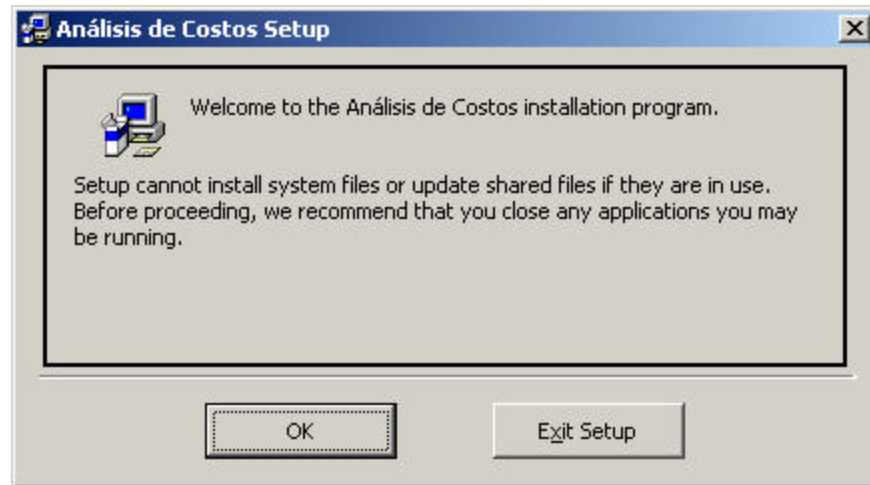 Análisis de Costos Setup
Welcome to the Análisis de Costos installation program.
Setup cannot install system files or update shared files if they are in use.
Before proceeding, we recommend that you close any applications you may
be running.
OK
Exit Setup